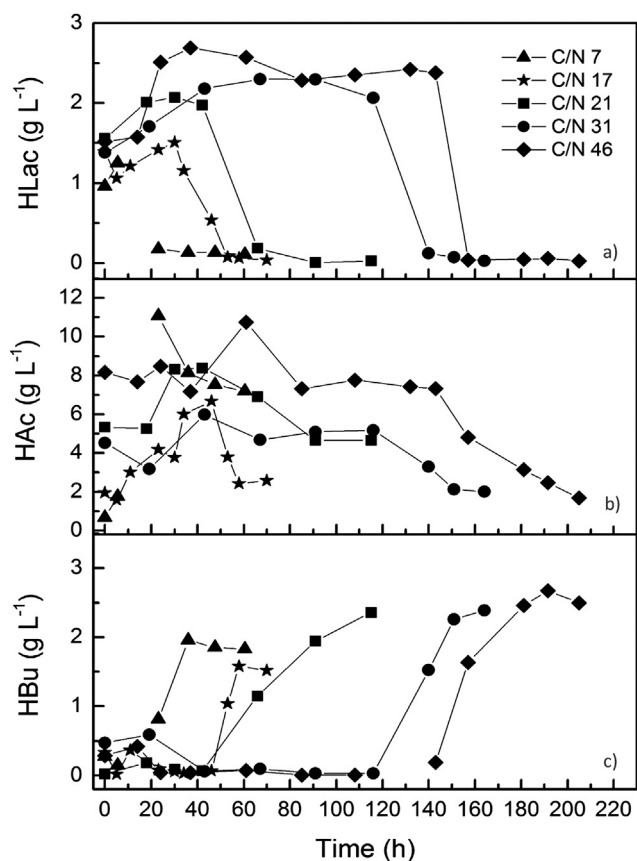 3
2
1
0
HLac (g L⁻¹)
C/N 7
C/N 17
C/N 21
C/N 31
C/N 46
a)
12
10
8
6
4
2
0
HAc (g L⁻¹)
b)
3
2
1
0
HBu (g L⁻¹)
c)
0 20 40 60 80 100 120 140 160 180 200 220
Time (h)